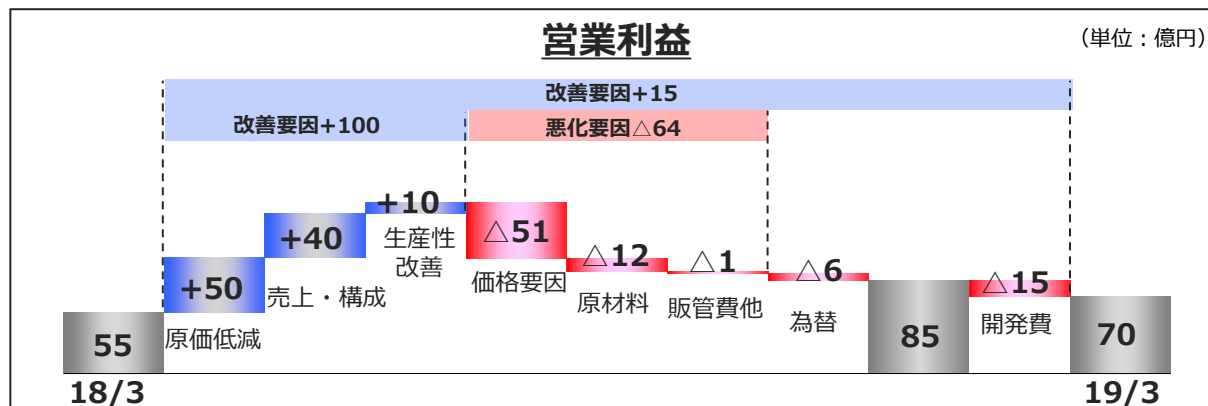 営業利益
（単位：億円）
改善要因+15
改善要因+100
悪化要因△64
+10
+40
△51
生産性
改善
+50
売上・構成
価格要因
△12
△1
△6
△15
原材料
販管費他
為替
開発費
原価低減
55
85
70
18/3
19/3